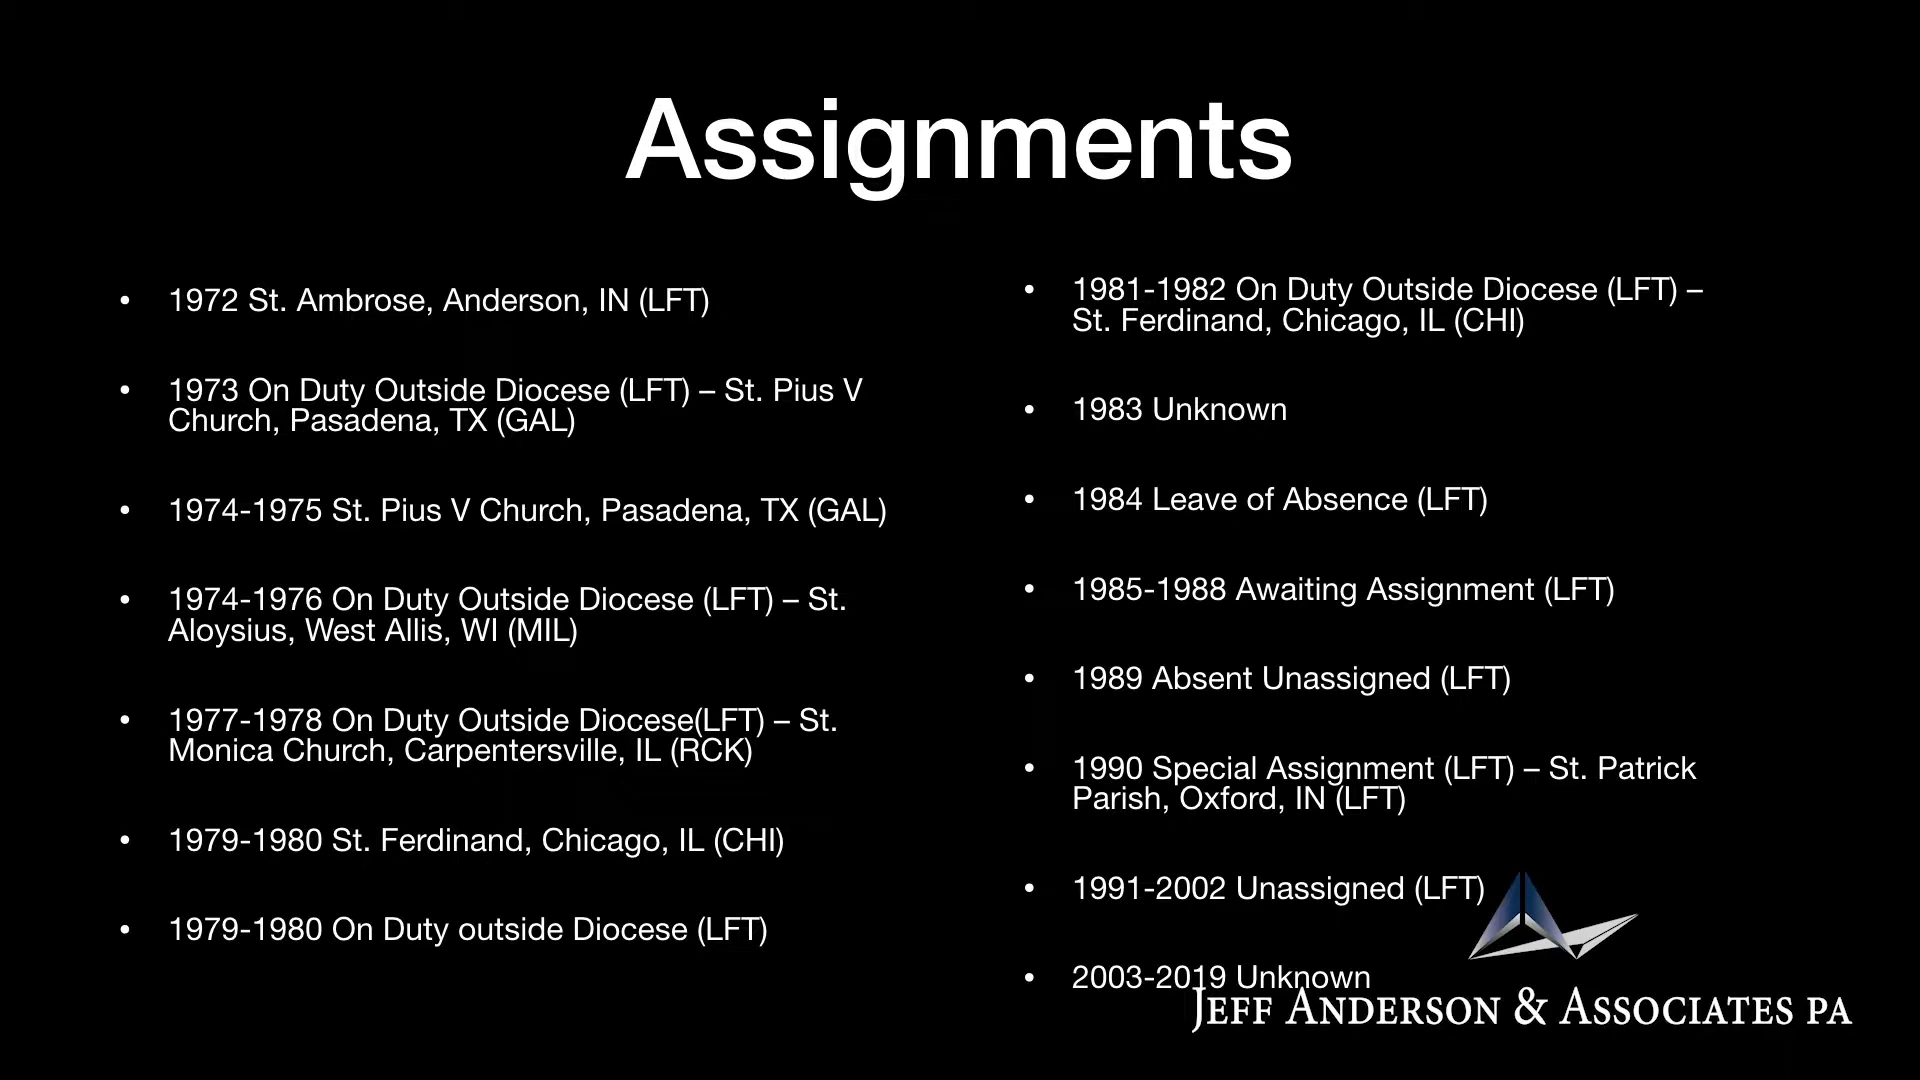 Assignments
• 1972 St. Ambrose, Anderson, IN (LFT)
• 1973 On Duty Outside Diocese (LFT) – St. Pius V
Church, Pasadena, TX (GAL)
• 1974-1975 St. Pius V Church, Pasadena, TX (GAL)
• 1974-1976 On Duty Outside Diocese (LFT) – St.
Aloysius, West Allis, WI (MIL)
• 1977-1978 On Duty Outside Diocese(LFT) – St.
Monica Church, Carpentersville, IL (RCK)
• 1979-1980 St. Ferdinand, Chicago, IL (CHI)
• 1979-1980 On Duty outside Diocese (LFT)
• 1981-1982 On Duty Outside Diocese (LFT) –
St. Ferdinand, Chicago, IL (CHI)
• 1983 Unknown
• 1984 Leave of Absence (LFT)
• 1985-1988 Awaiting Assignment (LFT)
• 1989 Absent Unassigned (LFT)
• 1990 Special Assignment (LFT) – St. Patrick
Parish, Oxford, IN (LFT)
• 1991-2002 Unassigned (LFT)
• 2003-2019 Unknown
JEFF ANDERSON & ASSOCIATES PA